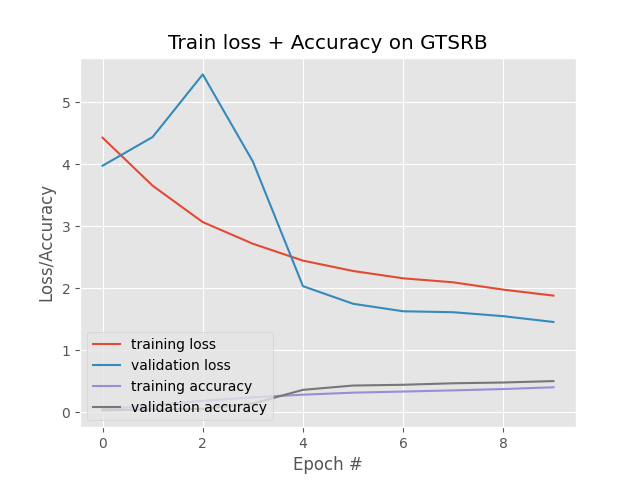 Train loss + Accuracy on GTSRB
Loss/Accuracy
5
4
3
2
1
0
training loss
validation loss
training accuracy
validation accuracy
0 2 4 6 8
Epoch #